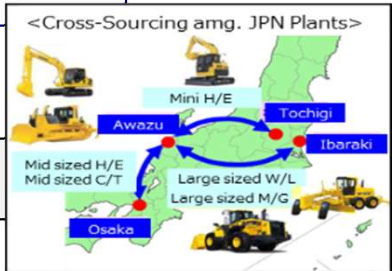 <Cross-Sourcing amg. JPN Plants>
Mini H/E
Tochigi
Awazu
Ibaraki
Mid sized H/E
Mid sized C/T
Large sized W/L
Large sized M/G
Osaka